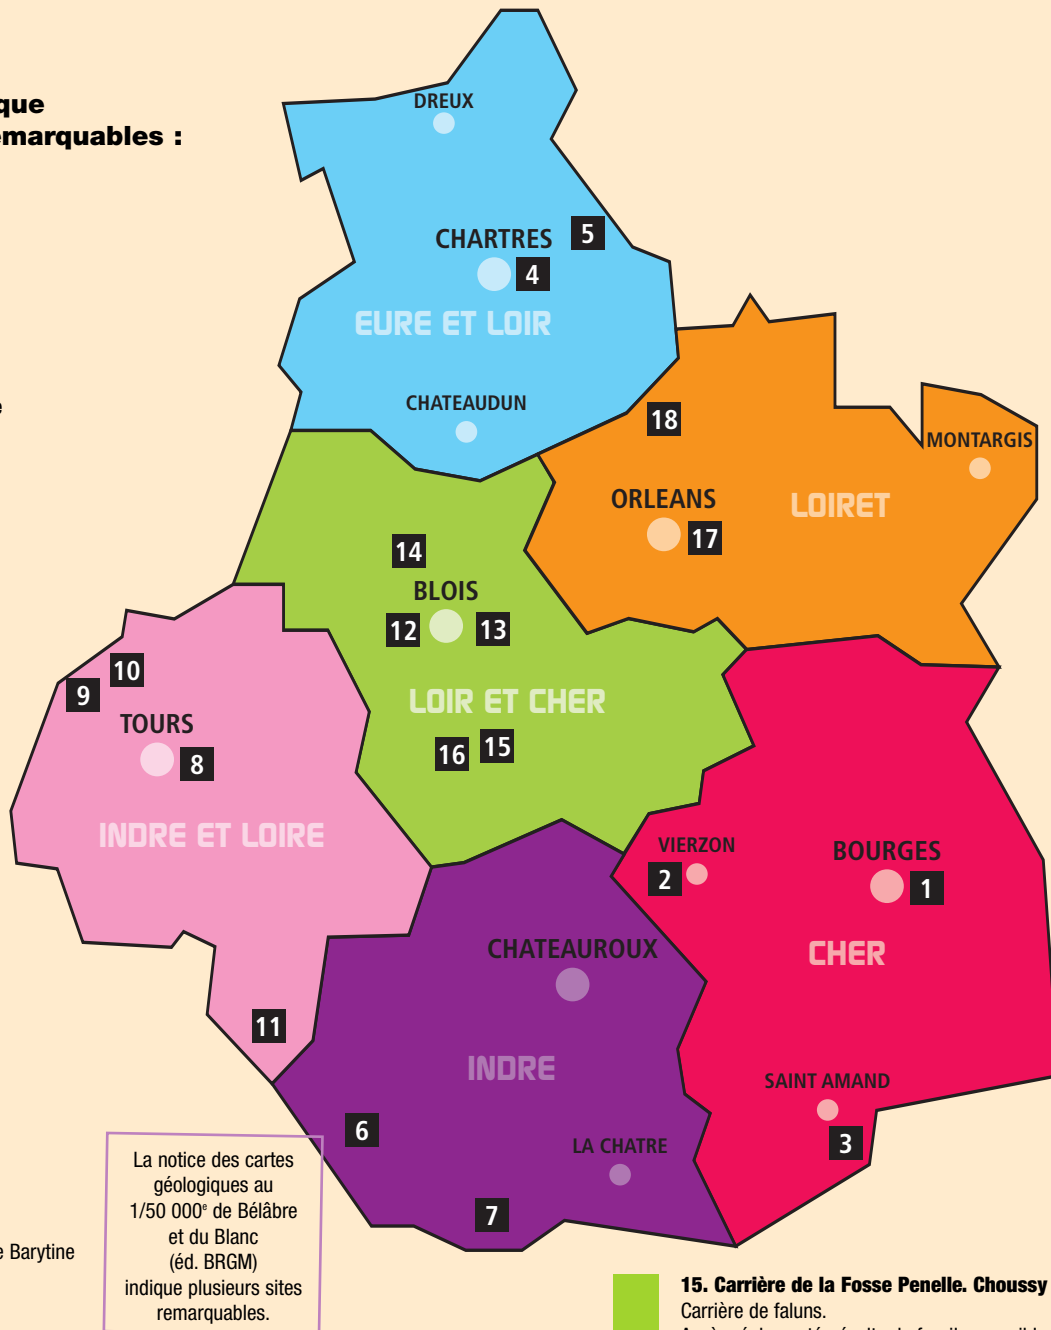 que
emarquables :
DREUX
5
CHARTRES
4
EURE ET LOIR
CHATEAUDUN
18
MONTARGIS
ORLEANS
LOIRET
17
14
BLOIS
12
13
10
9
LOIR ET CHER
TOURS
8
16
15
INDRE ET LOIRE
VIERZON
2
BOURGES
1
CHATEAUROUX
CHER
11
INDRE
SAINT AMAND
6
3
LA CHATRE
7
La notice des cartes
géologiques au
1/50 000e de Bélâbre
et du Blanc
(éd. BRGM)
indique plusieurs sites
remarquables.
e Barytine
15. Carrière de la Fosse Penelle. Choussy
Carrière de faluns.